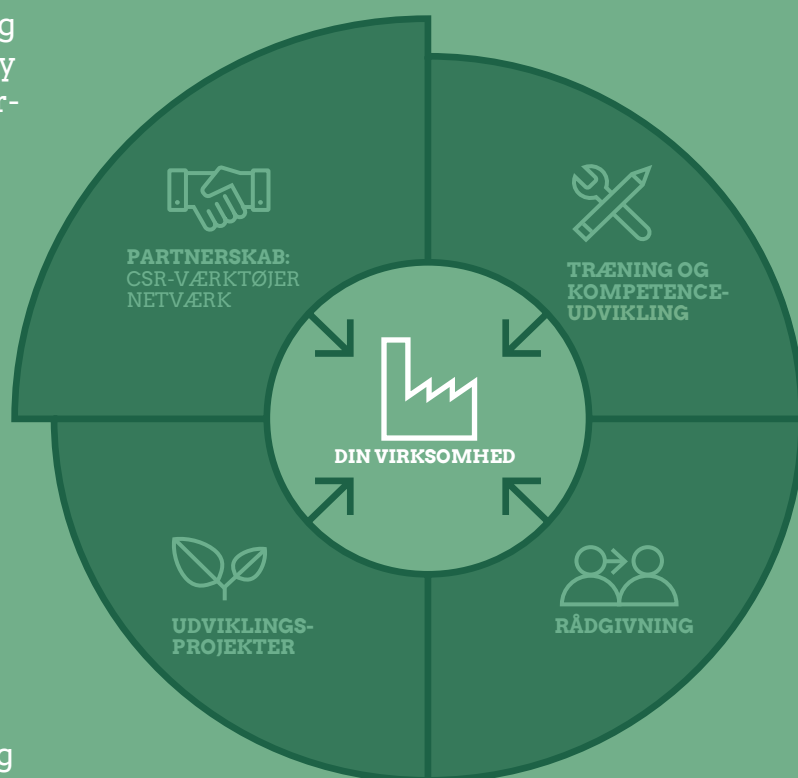 g
y
r-
PARTNERSKAB:
CSR-VÆRKTØJER
NETVÆRK
TRÆNING OG
KOMPETENCE-
UDVIKLING
DIN VIRKSOMHED
UDVIKLINGS-
PROJEKTER
RÅDGIVNING
g